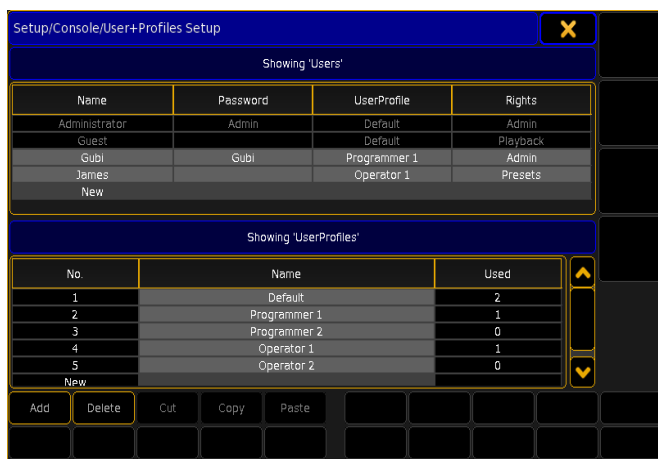 Setup/Console/User+Profiles Setup X
Showing 'Users'
Name Password UserProfile Rights
Administrator Admin Default Admin
Guest Default Playback
Gubi Gubi Programmer 1 Admin
James Operator 1 Presets
New
Showing 'UserProfiles'
No. Name Used
1 Default 2
2 Programmer 1 1
3 Programmer 2 0
4 Operator 1 1
5 Operator 2 0
New
Add Delete Cut Copy Paste